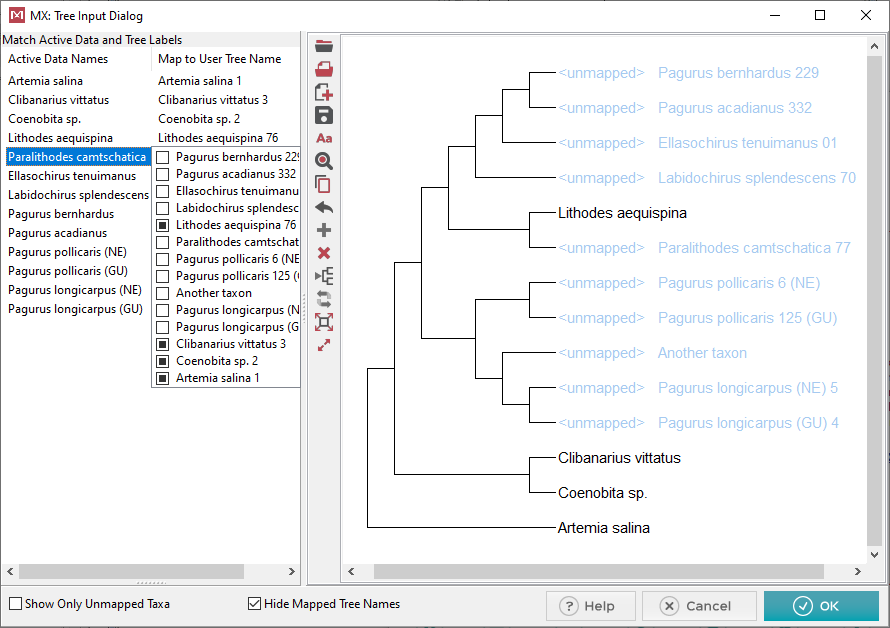 MX: Tree Input Dialog
Match Active Data and Tree Labels
Active Data Names Map to User Tree Name
Artemia salina Artemia salina 1
Clibanarius vittatus Clibanarius vittatus 3
Coenobita sp. Coenobita sp. 2
Lithodes aequispina Lithodes aequispina 76
Paralithodes camtschatica
Ellasochirus tenuimanus
Labidochirus splendescens
Pagurus bernhardus
Pagurus acadianus
Pagurus pollicaris (NE)
Pagurus pollicaris (GU)
Pagurus longicarpus (NE)
Pagurus longicarpus (GU)
Pagurus bernhardus 229
Pagurus acadianus 332
Ellasochirus tenuimanu
Labidochirus splendesc
Lithodes aequispina 76
Paralithodes camtschat
Pagurus pollicaris 6 (NE
Pagurus pollicaris 125 (
Another taxon
Pagurus longicarpus (N
Pagurus longicarpus (G
Clibanarius vittatus 3
Coenobita sp. 2
Artemia salina 1
Aa
<unmapped> Pagurus bernhardus 229
<unmapped> Pagurus acadianus 332
<unmapped> Ellasochirus tenuimanus 01
<unmapped> Labidochirus splendescens 70
Lithodes aequispina
<unmapped> Paralithodes camtschatica 77
<unmapped> Pagurus pollicaris 6 (NE)
<unmapped> Pagurus pollicaris 125 (GU)
<unmapped> Another taxon
<unmapped> Pagurus longicarpus (NE) 5
<unmapped> Pagurus longicarpus (GU) 4
Clibanarius vittatus
Coenobita sp.
Artemia salina
Show Only Unmapped Taxa Hide Mapped Tree Names
? Help Cancel OK